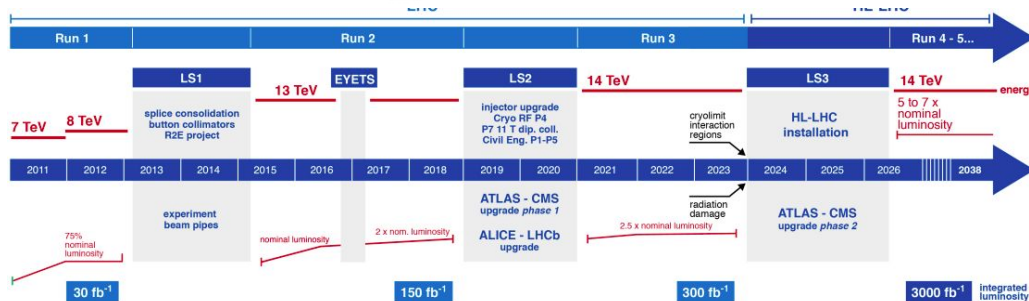 LHC
HL-LHC
Run 1
Run 2
Run 3
Run 4 - 5...
LS1
EYETS
LS2
LS3
7 TeV
8 TeV
13 TeV
14 TeV
14 TeV
energ
splice consolidation
button collimators
R2E project
injector upgrade
Cryo RF P4
P7 11 T dip. coll.
Civil Eng. P1-P5
cryolimit
interaction
regions
HL-LHC
installation
5 to 7 x
nominal
luminosity
2011 2012 2013 2014 2015 2016 2017 2018 2019 2020 2021 2022 2023 2024 2025 2026 2038
experiment
beam pipes
ATLAS - CMS
upgrade phase 1
ALICE - LHCb
upgrade
radiation
damage
ATLAS - CMS
upgrade phase 2
75%
nominal
luminosity
nominal luminosity
2 x nom. luminosity
2.5 x nominal luminosity
30 fb⁻¹
150 fb⁻¹
300 fb⁻¹
3000 fb⁻¹
integrated
luminosity